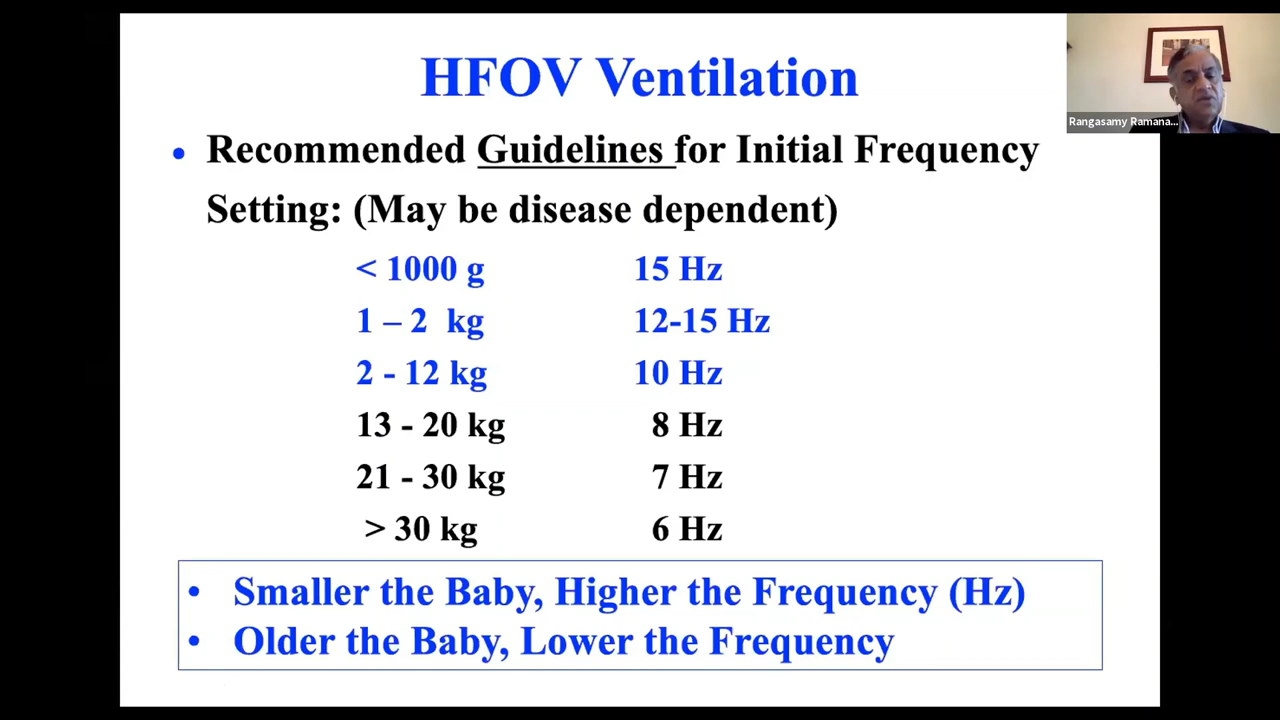 HFOV Ventilation
Rangasamy Ramana...
• Recommended Guidelines for Initial Frequency
Setting: (May be disease dependent)
< 1000 g 15 Hz
1 – 2 kg 12-15 Hz
2 - 12 kg 10 Hz
13 - 20 kg 8 Hz
21 - 30 kg 7 Hz
> 30 kg 6 Hz
• Smaller the Baby, Higher the Frequency (Hz)
• Older the Baby, Lower the Frequency